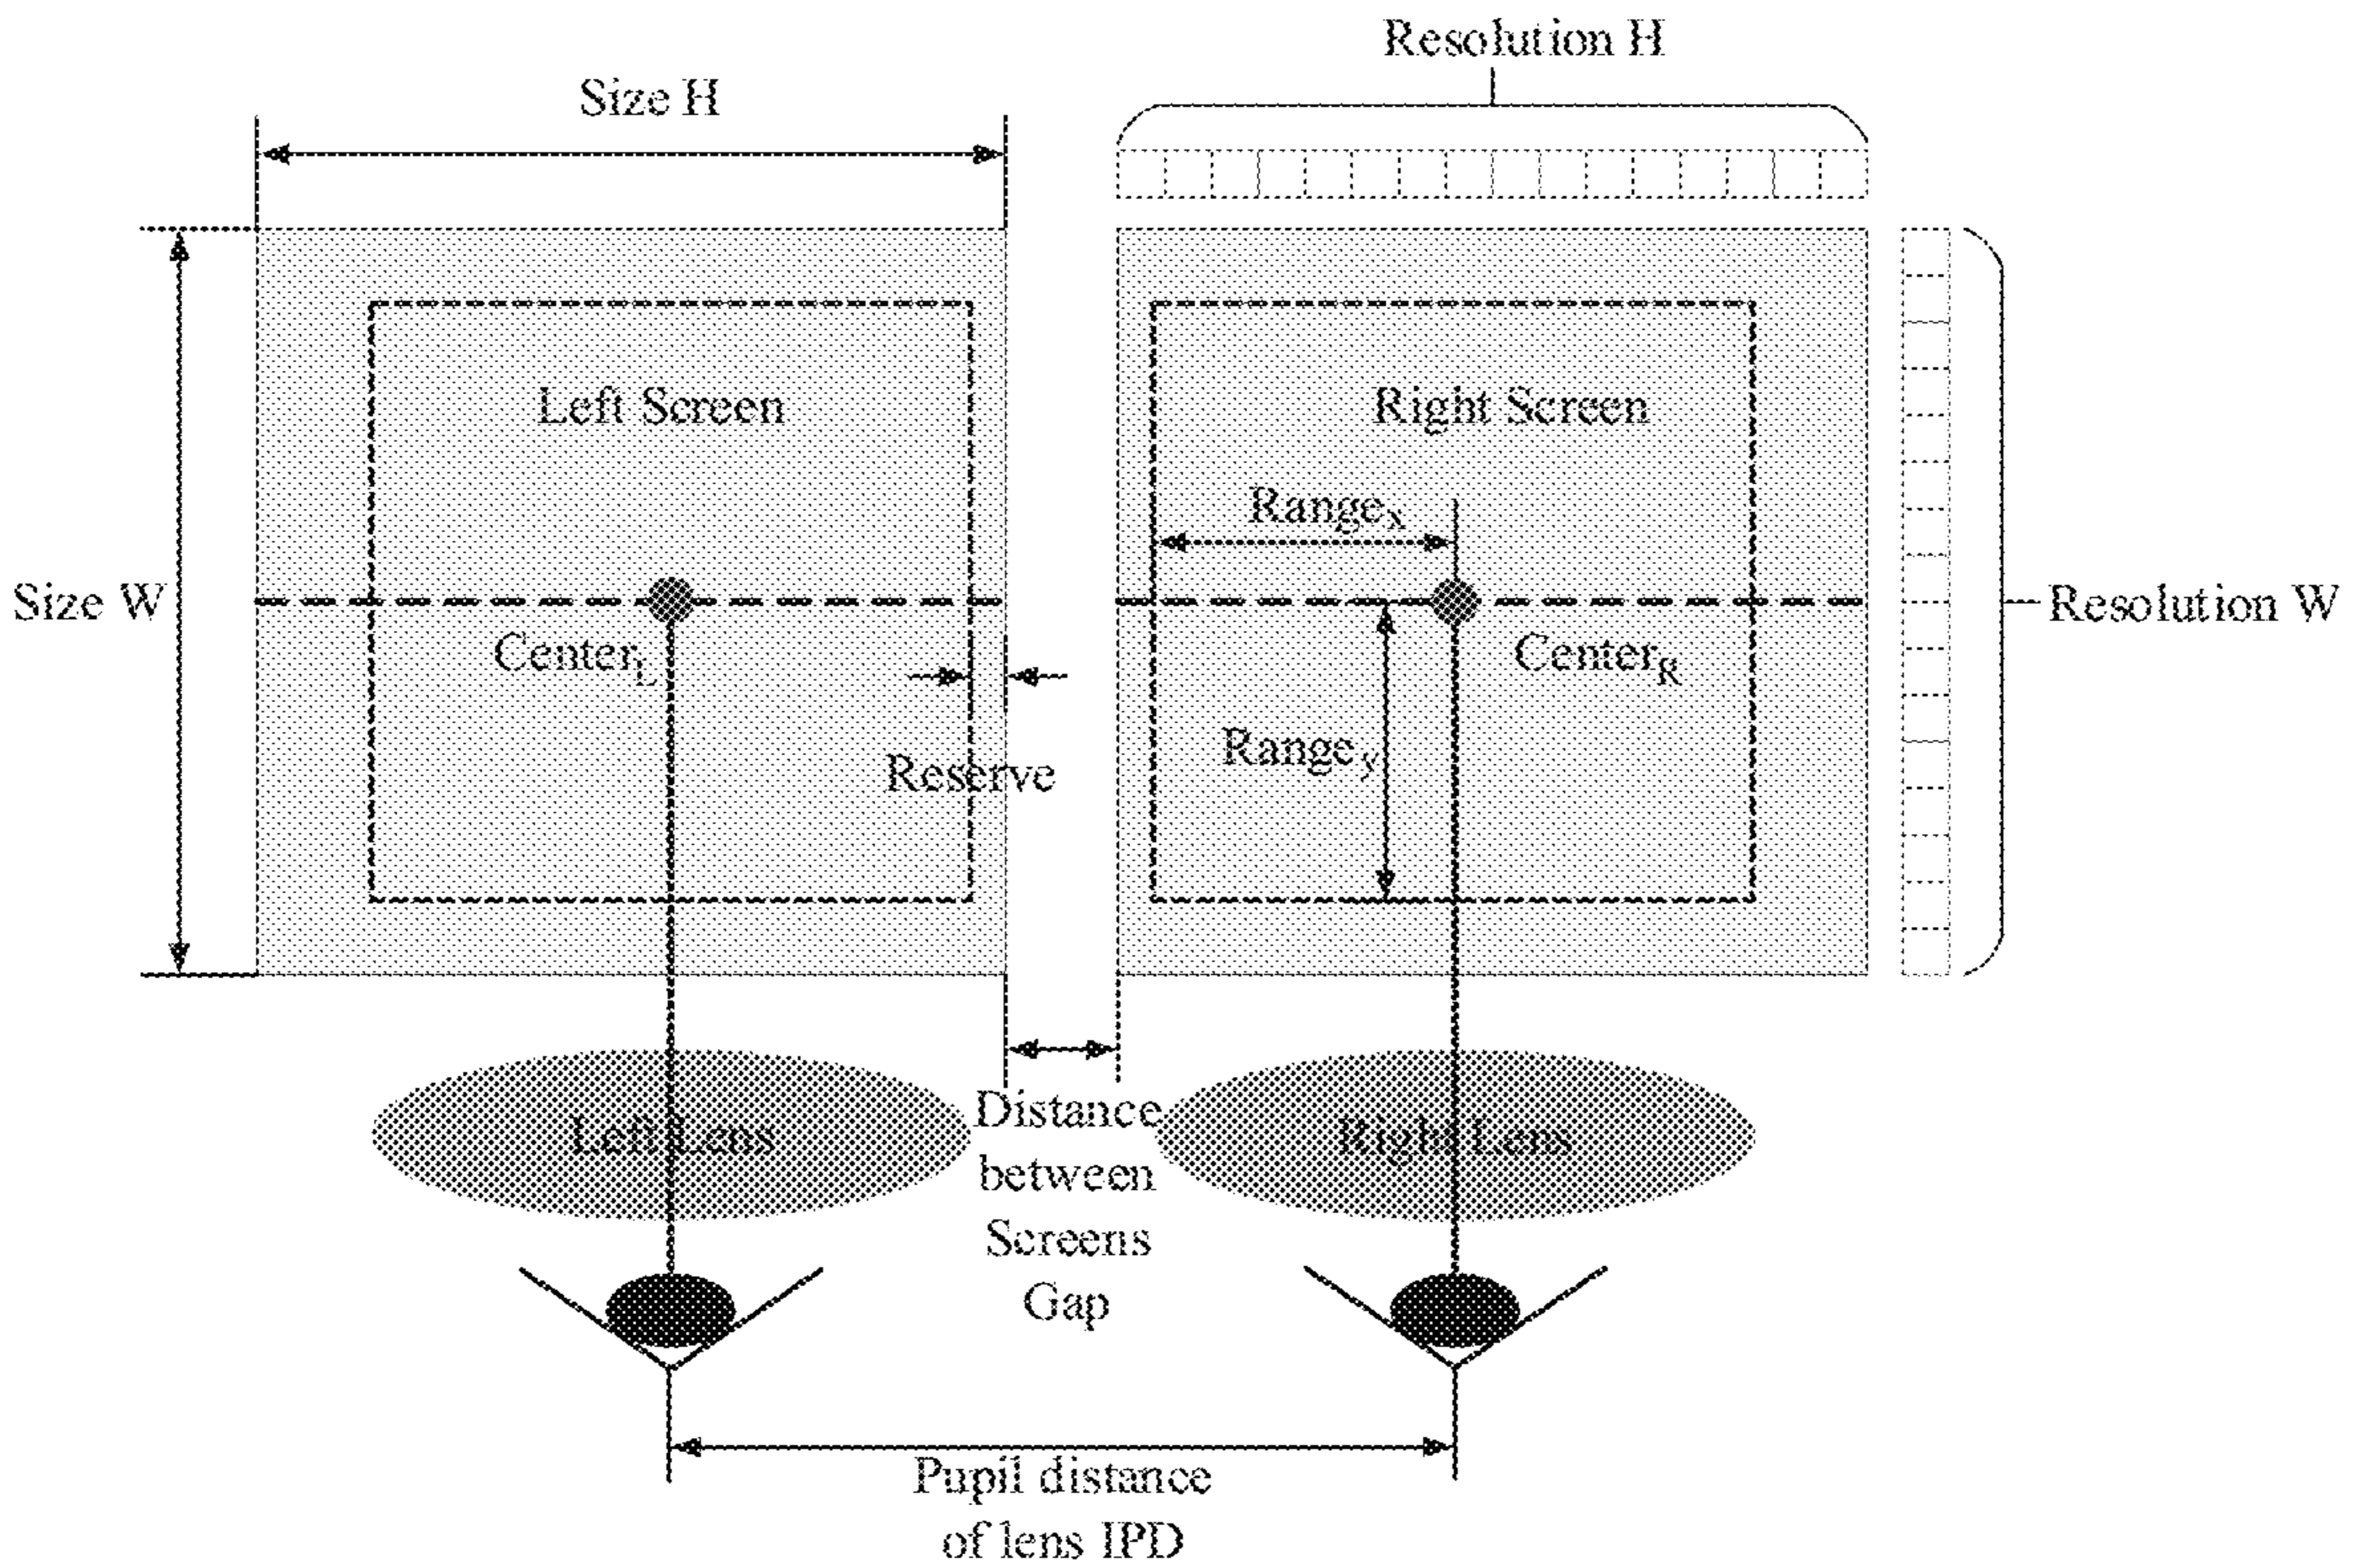 Resolution H
Size H
Left Screen
Right Screen
Rangex
Size W
Resolution W
CenterL
CenterR
Rangey
Reserve
Left Lens
Right Lens
Distance
between
Screens
Gap
Pupil distance
of lens IPD